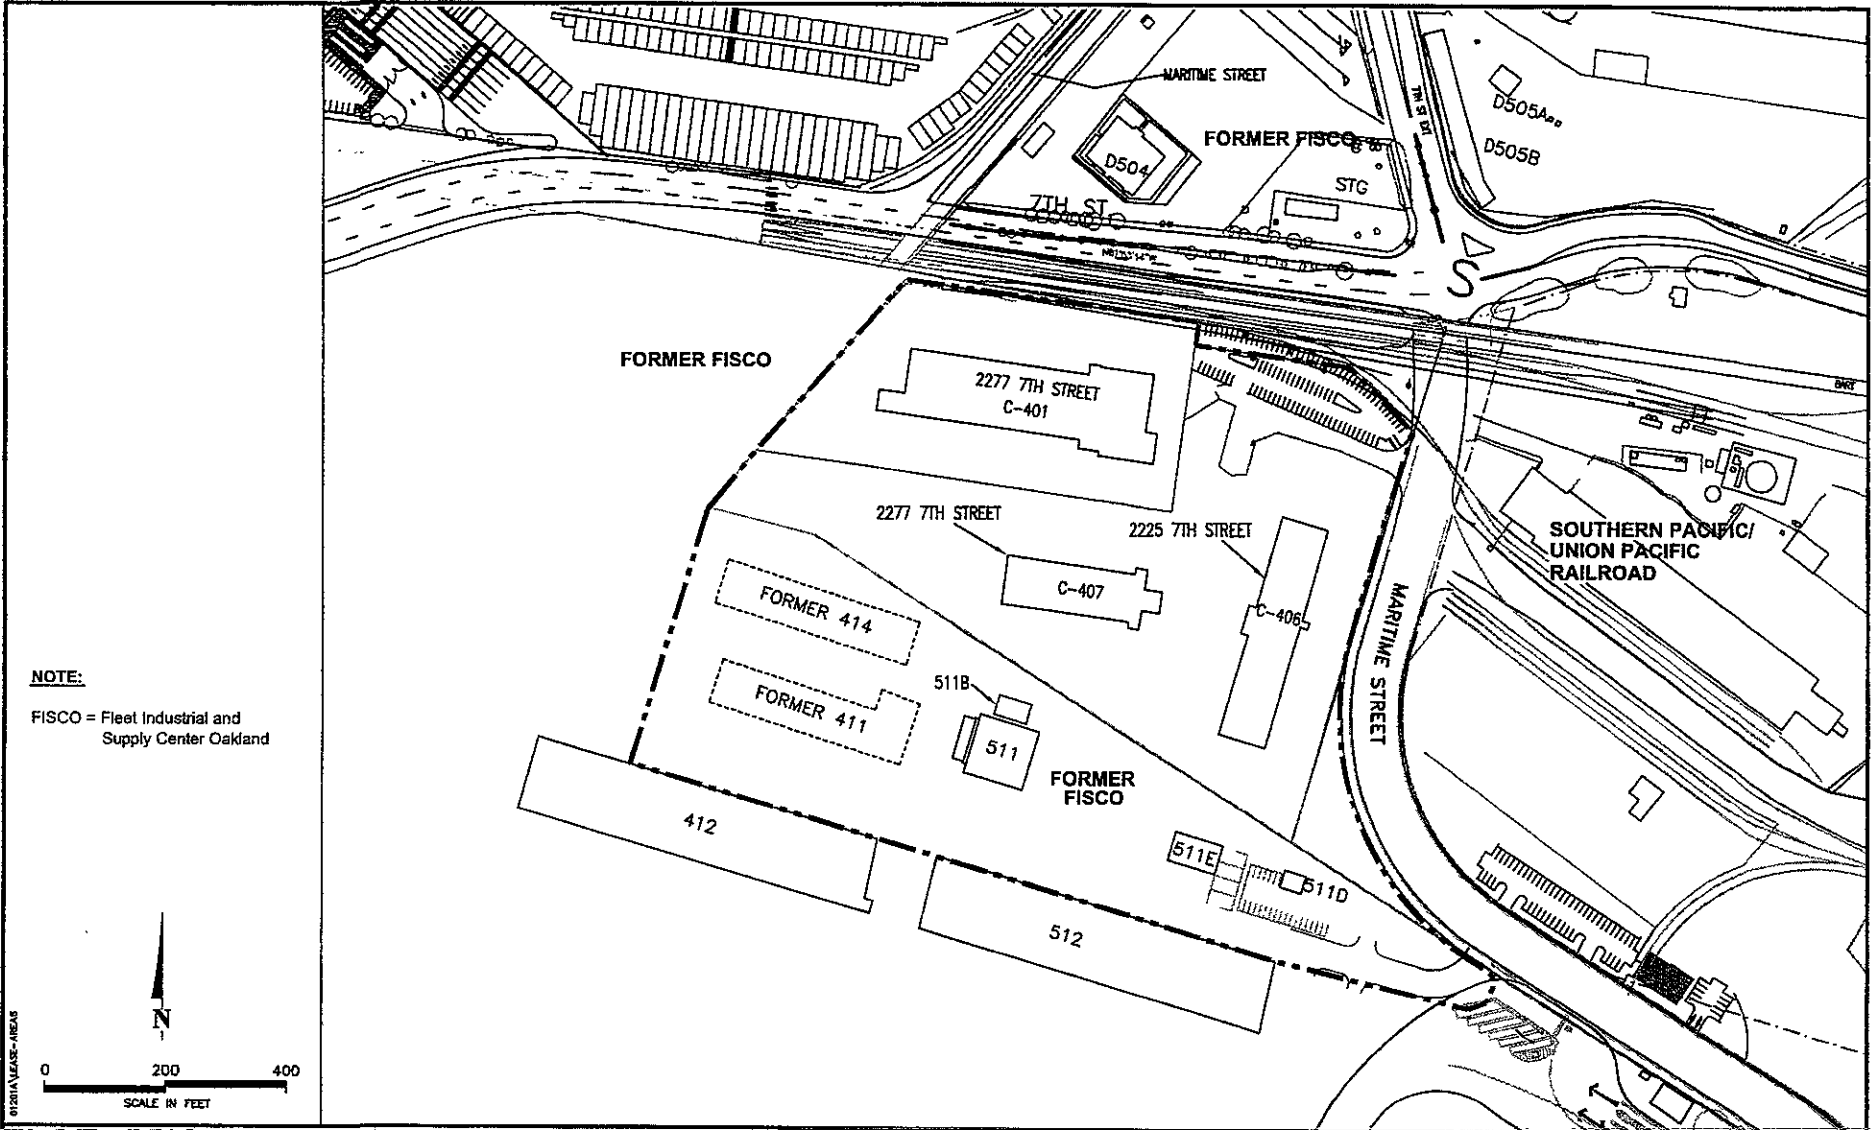 MARITIME STREET
FORMER FISCO
D504
STG
7TH ST
7TH ST EXT
D505A
D505B
S
BART
FORMER FISCO
2277 7TH STREET
C-401
2277 7TH STREET
2225 7TH STREET
C-407
C-406
SOUTHERN PACIFIC/
UNION PACIFIC
RAILROAD
MARITIME STREET
FORMER 414
FORMER 411
511B
511
FORMER
FISCO
412
512
511E
511D
NOTE:
FISCO = Fleet Industrial and
Supply Center Oakland
N
0 200 400
SCALE IN FEET